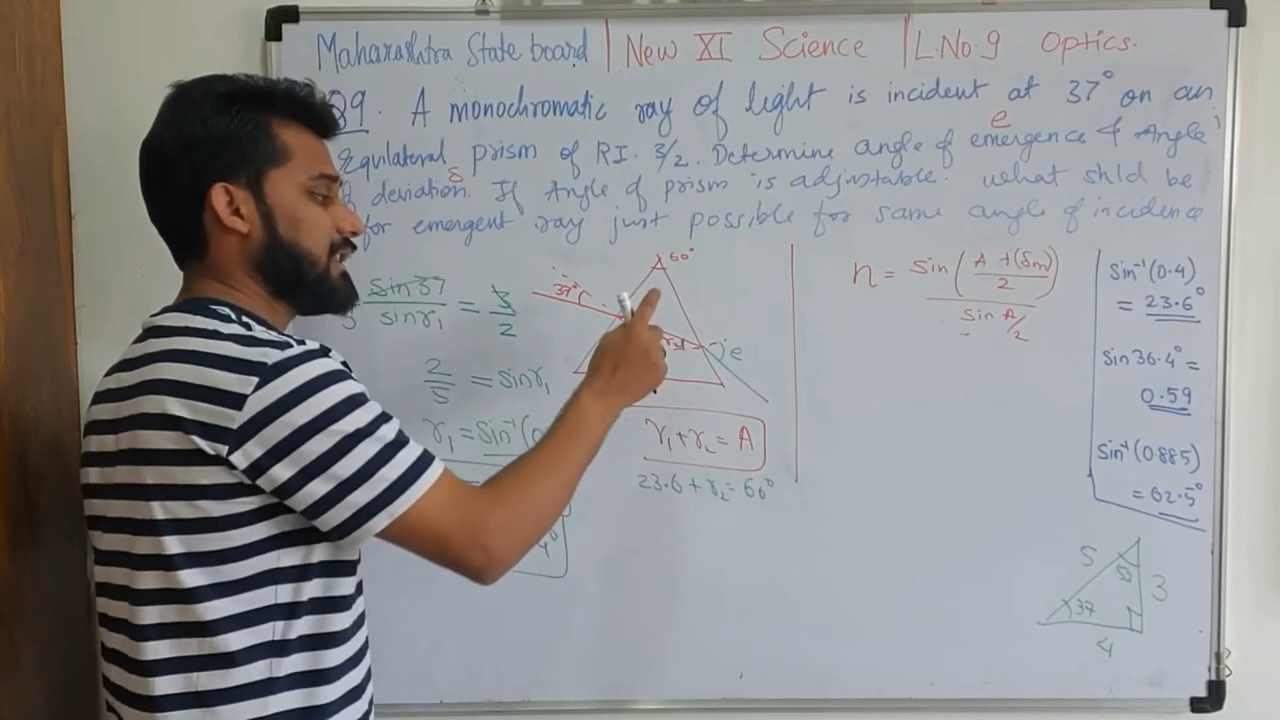 Maharashtra State board | New XI Science | L.No.9 Optics.
Q9. A monochromatic ray of light is incident at 37° on an
Equilateral prism of RI. 3/2. Determine angle of emergence & Angle
e
of deviation. If Angle of prism is adjustable. what shld be
δ
for emergent ray just possible for same angle of incidence
sin37 / sinr₁ = 3/2
2/5 = sinr₁
r₁ = Sin⁻¹(0
60°
37°
e
r₁ + r₂ = A
23.6 + r₂ = 60°
4°
n = sin(A + (δm) / 2) / sin A/2
Sin⁻¹(0.4)
= 23.6°
Sin 36.4° =
0.59
Sin⁻¹(0.885)
= 62.5°
5
53
3
37
4